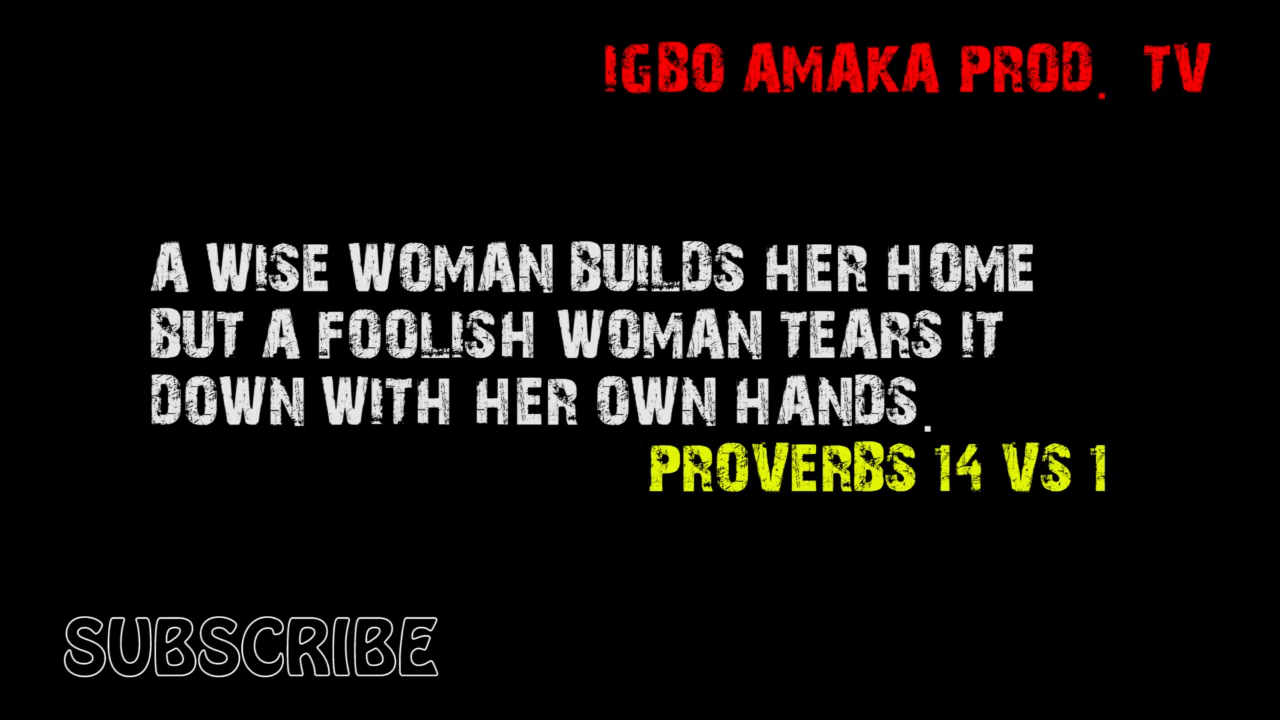 IGBO AMAKA PROD. TV
A WISE WOMAN BUILDS HER HOME
BUT A FOOLISH WOMAN TEARS IT
DOWN WITH HER OWN HANDS.
PROVERBS 14 VS 1
SUBSCRIBE